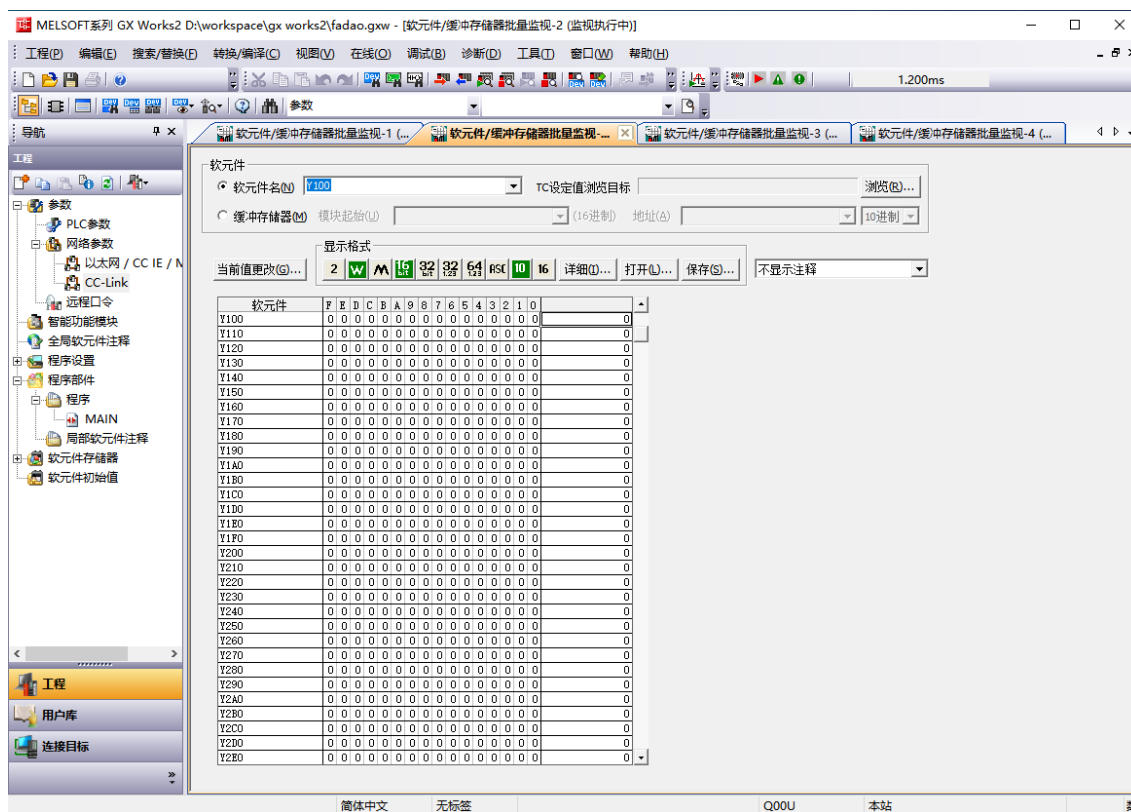 MELSOFT系列 GX Works2 D:\workspace\gx works2\fadao.gxw - [软元件/缓冲存储器批量监视-2 (监视执行中)]
工程(P) 编辑(E) 搜索/替换(F) 转换/编译(C) 视图(V) 在线(O) 调试(B) 诊断(D) 工具(T) 窗口(W) 帮助(H)
1.200ms
参数
导航
软元件/缓冲存储器批量监视-1 (... 软元件/缓冲存储器批量监视-... 软元件/缓冲存储器批量监视-3 (... 软元件/缓冲存储器批量监视-4 (...
工程
参数
PLC参数
网络参数
以太网 / CC IE / N
CC-Link
远程口令
智能功能模块
全局软元件注释
程序设置
程序部件
程序
MAIN
局部软元件注释
软元件存储器
软元件初始值
工程
用户库
连接目标
软元件
软元件名(N) Y100 TC设定值浏览目标 浏览(R)...
缓冲存储器(M) 模块起始(U) (16进制) 地址(A) 10进制
显示格式
当前值更改(G)... 2 W M 16bit 32bit 32 64 ASC 10 16 详细(I)... 打开(L)... 保存(S)... 不显示注释
软元件 F E D C B A 9 8 7 6 5 4 3 2 1 0
Y100 0 0 0 0 0 0 0 0 0 0 0 0 0 0 0 0 0
Y110 0 0 0 0 0 0 0 0 0 0 0 0 0 0 0 0 0
Y120 0 0 0 0 0 0 0 0 0 0 0 0 0 0 0 0 0
Y130 0 0 0 0 0 0 0 0 0 0 0 0 0 0 0 0 0
Y140 0 0 0 0 0 0 0 0 0 0 0 0 0 0 0 0 0
Y150 0 0 0 0 0 0 0 0 0 0 0 0 0 0 0 0 0
Y160 0 0 0 0 0 0 0 0 0 0 0 0 0 0 0 0 0
Y170 0 0 0 0 0 0 0 0 0 0 0 0 0 0 0 0 0
Y180 0 0 0 0 0 0 0 0 0 0 0 0 0 0 0 0 0
Y190 0 0 0 0 0 0 0 0 0 0 0 0 0 0 0 0 0
Y1A0 0 0 0 0 0 0 0 0 0 0 0 0 0 0 0 0 0
Y1B0 0 0 0 0 0 0 0 0 0 0 0 0 0 0 0 0 0
Y1C0 0 0 0 0 0 0 0 0 0 0 0 0 0 0 0 0 0
Y1D0 0 0 0 0 0 0 0 0 0 0 0 0 0 0 0 0 0
Y1E0 0 0 0 0 0 0 0 0 0 0 0 0 0 0 0 0 0
Y1F0 0 0 0 0 0 0 0 0 0 0 0 0 0 0 0 0 0
Y200 0 0 0 0 0 0 0 0 0 0 0 0 0 0 0 0 0
Y210 0 0 0 0 0 0 0 0 0 0 0 0 0 0 0 0 0
Y220 0 0 0 0 0 0 0 0 0 0 0 0 0 0 0 0 0
Y230 0 0 0 0 0 0 0 0 0 0 0 0 0 0 0 0 0
Y240 0 0 0 0 0 0 0 0 0 0 0 0 0 0 0 0 0
Y250 0 0 0 0 0 0 0 0 0 0 0 0 0 0 0 0 0
Y260 0 0 0 0 0 0 0 0 0 0 0 0 0 0 0 0 0
Y270 0 0 0 0 0 0 0 0 0 0 0 0 0 0 0 0 0
Y280 0 0 0 0 0 0 0 0 0 0 0 0 0 0 0 0 0
Y290 0 0 0 0 0 0 0 0 0 0 0 0 0 0 0 0 0
Y2A0 0 0 0 0 0 0 0 0 0 0 0 0 0 0 0 0 0
Y2B0 0 0 0 0 0 0 0 0 0 0 0 0 0 0 0 0 0
Y2C0 0 0 0 0 0 0 0 0 0 0 0 0 0 0 0 0 0
Y2D0 0 0 0 0 0 0 0 0 0 0 0 0 0 0 0 0 0
Y2E0 0 0 0 0 0 0 0 0 0 0 0 0 0 0 0 0 0
简体中文 无标签 Q00U 本站